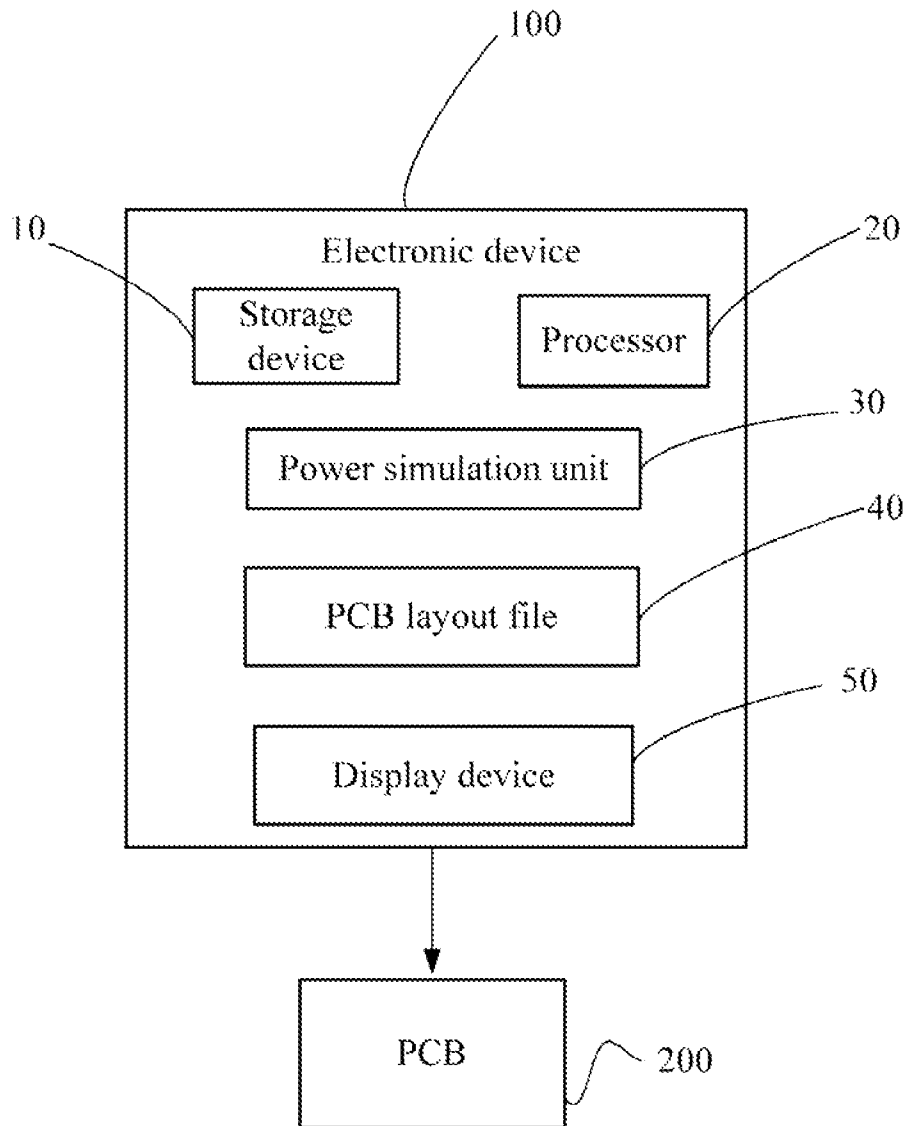 100
10
Electronic device
20
Storage
device
Processor
30
Power simulation unit
40
PCB layout file
50
Display device
PCB
200